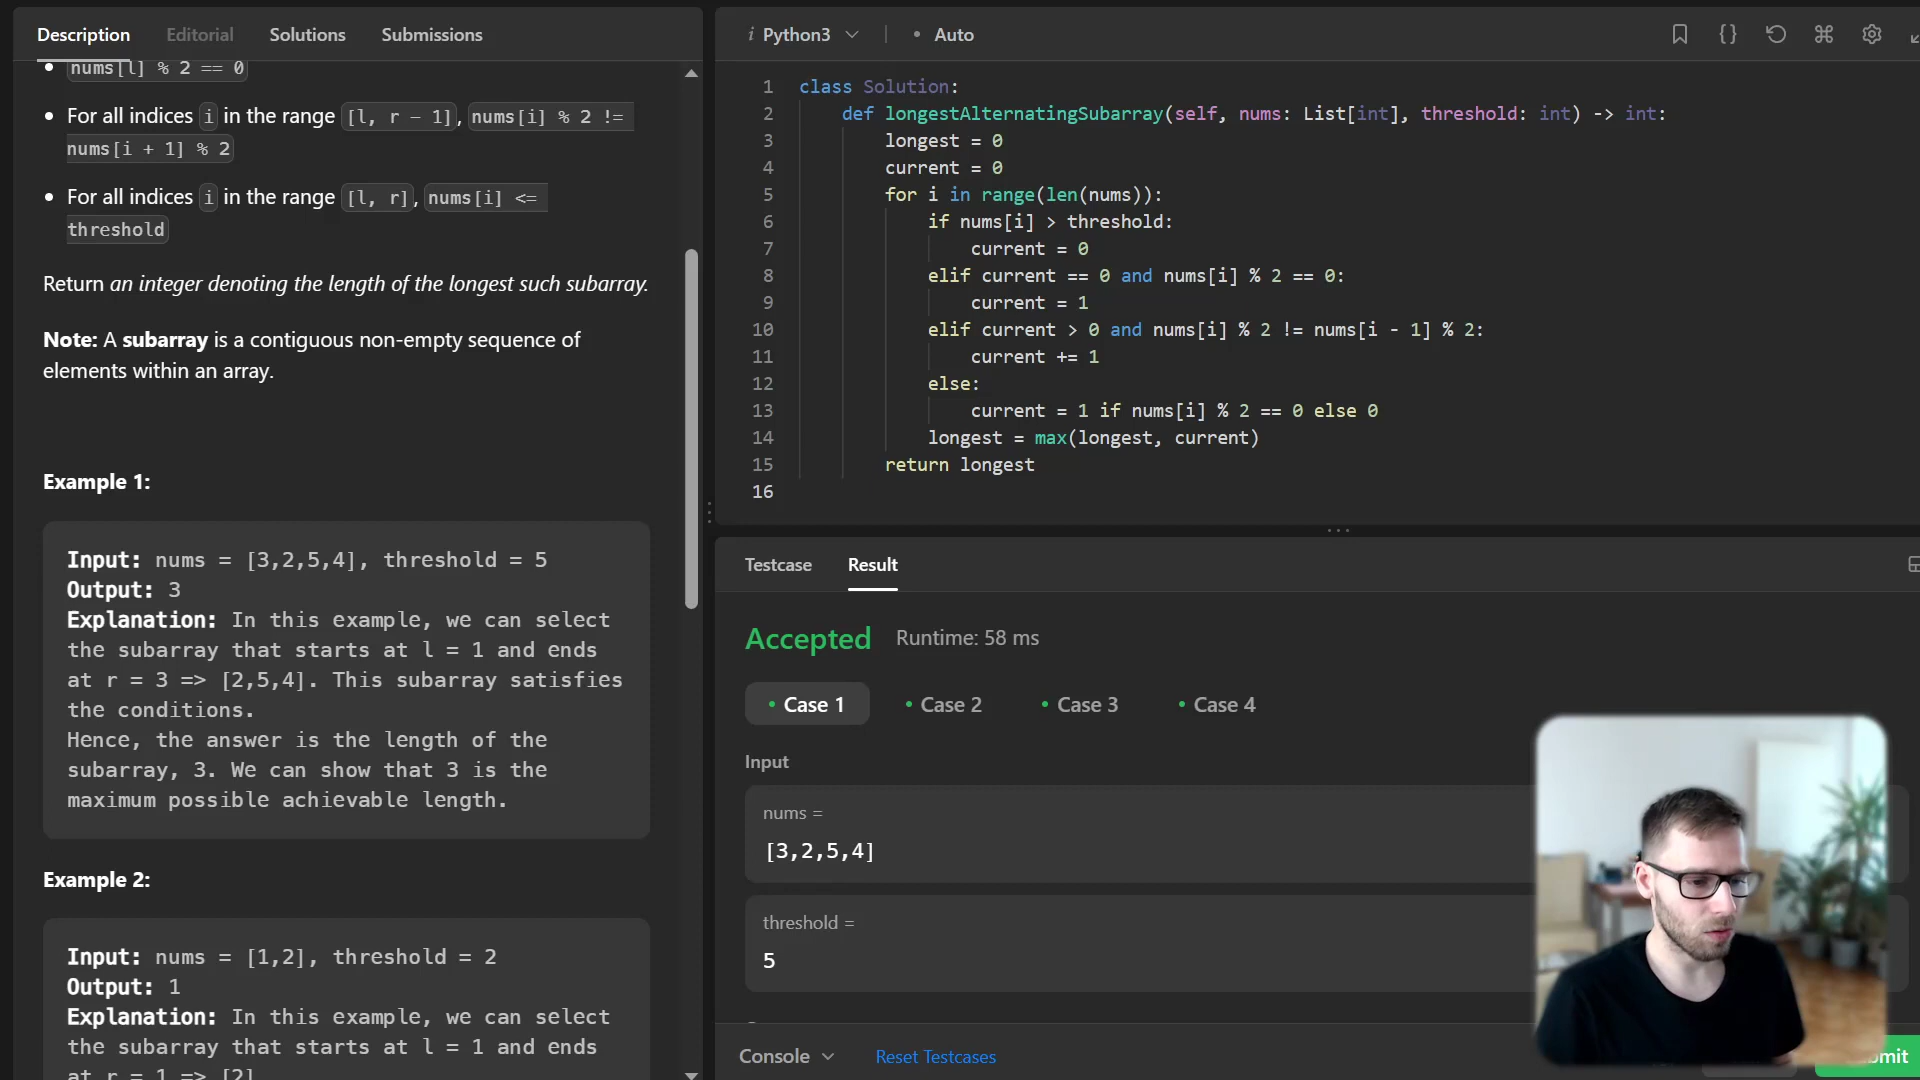 Description Editorial Solutions Submissions
nums[l] % 2 == 0
For all indices i in the range [l, r - 1], nums[i] % 2 !=
nums[i + 1] % 2
For all indices i in the range [l, r], nums[i] <=
threshold
Return an integer denoting the length of the longest such subarray.
Note: A subarray is a contiguous non-empty sequence of
elements within an array.
Example 1:
Input: nums = [3,2,5,4], threshold = 5
Output: 3
Explanation: In this example, we can select
the subarray that starts at l = 1 and ends
at r = 3 => [2,5,4]. This subarray satisfies
the conditions.
Hence, the answer is the length of the
subarray, 3. We can show that 3 is the
maximum possible achievable length.
Example 2:
Input: nums = [1,2], threshold = 2
Output: 1
Explanation: In this example, we can select
the subarray that starts at l = 1 and ends
at r = 1 => [2]
i Python3 • Auto
1 class Solution:
2 def longestAlternatingSubarray(self, nums: List[int], threshold: int) -> int:
3 longest = 0
4 current = 0
5 for i in range(len(nums)):
6 if nums[i] > threshold:
7 current = 0
8 elif current == 0 and nums[i] % 2 == 0:
9 current = 1
10 elif current > 0 and nums[i] % 2 != nums[i - 1] % 2:
11 current += 1
12 else:
13 current = 1 if nums[i] % 2 == 0 else 0
14 longest = max(longest, current)
15 return longest
16
Testcase Result
Accepted Runtime: 58 ms
• Case 1 • Case 2 • Case 3 • Case 4
Input
nums =
[3,2,5,4]
threshold =
5
Console Reset Testcases